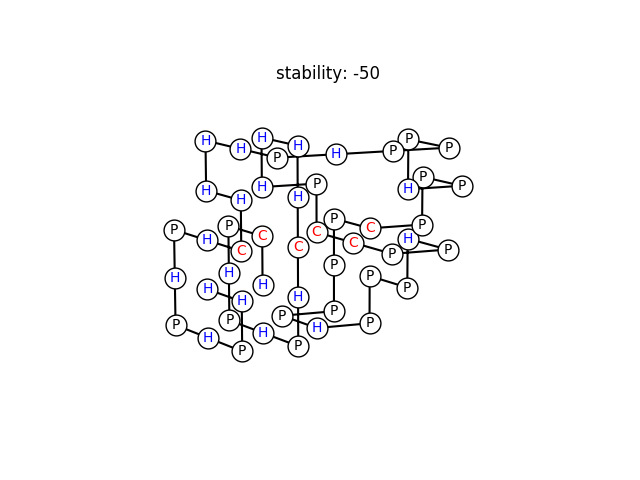 stability: -50
H H P H P P P
H H
H H P H P P
H H
P H C P C C C P C P
H P H P
H H H H P P P
P H P H P P H P
P H P